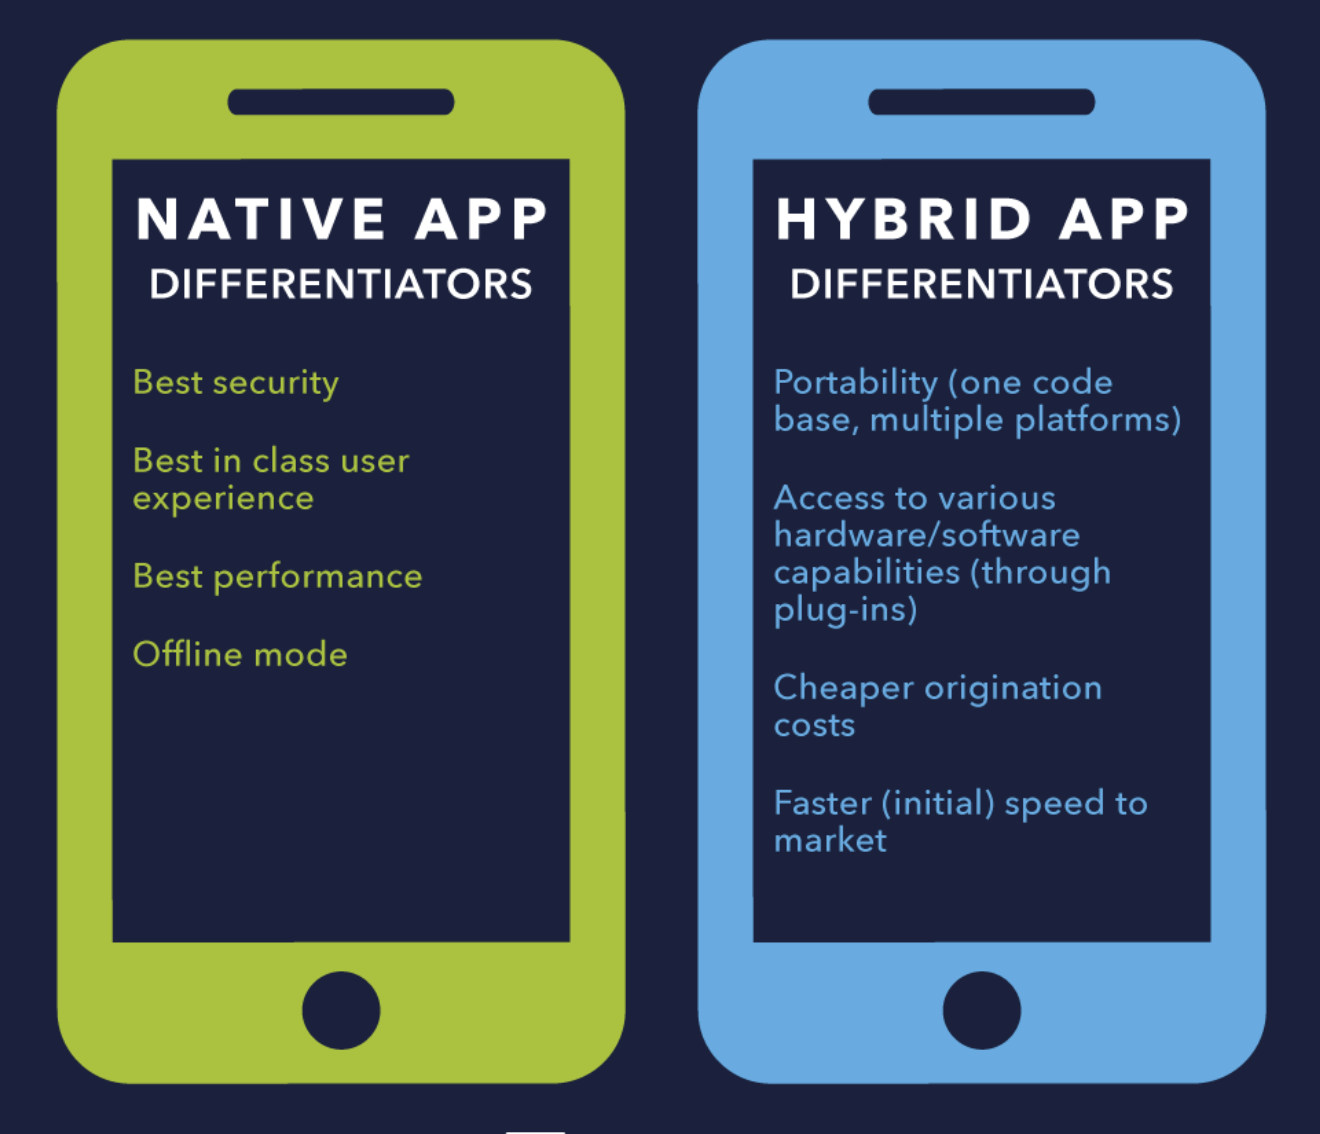 NATIVE APP
DIFFERENTIATORS
Best security
Best in class user
experience
Best performance
Offline mode
HYBRID APP
DIFFERENTIATORS
Portability (one code
base, multiple platforms)
Access to various
hardware/software
capabilities (through
plug-ins)
Cheaper origination
costs
Faster (initial) speed to
market